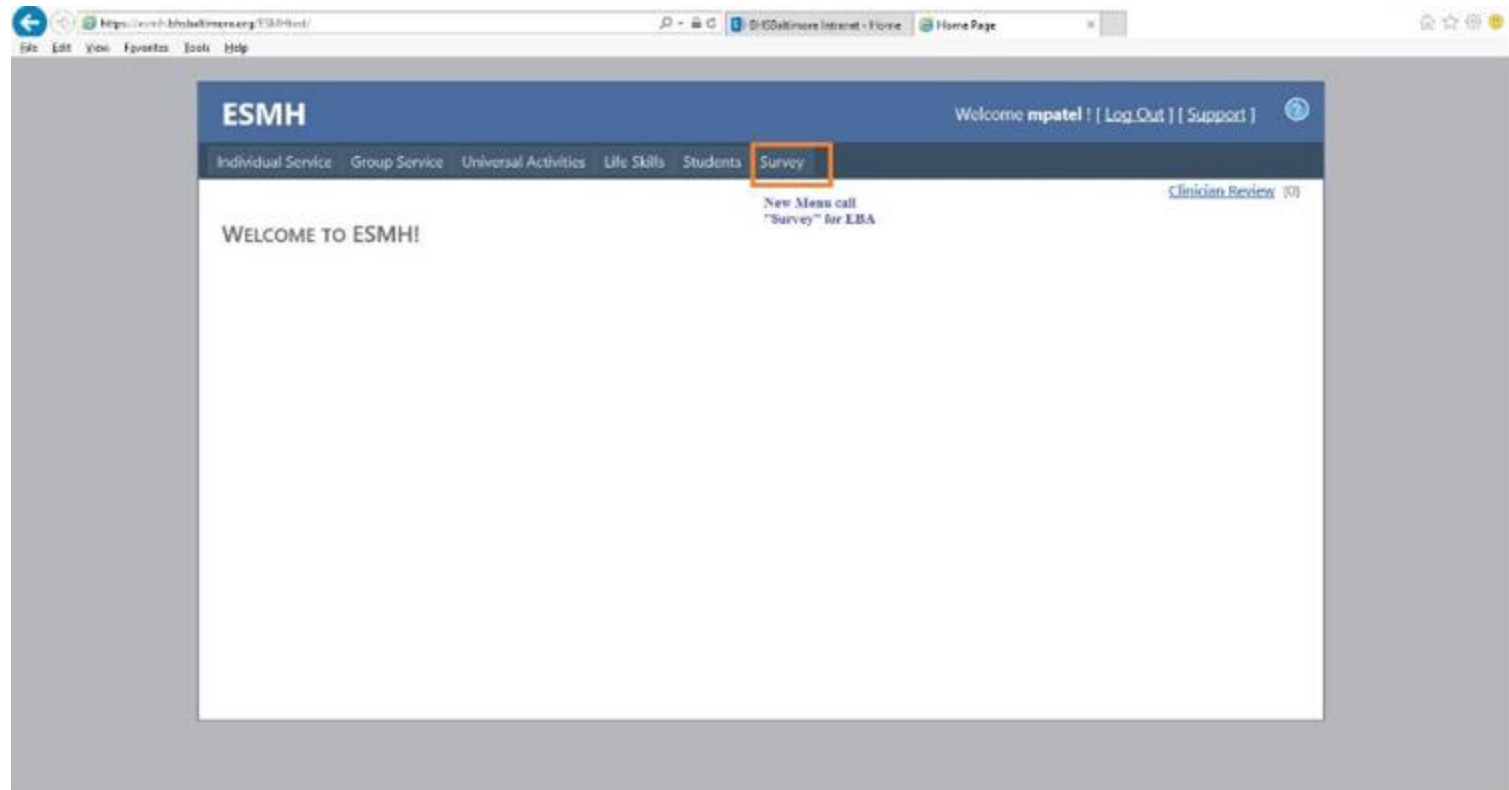 BHSBaltimore Intranet - Home
Home Page
File Edit View Favorites Tools Help
ESMH
Welcome mpatel ! [ Log Out ] [ Support ]
Individual Service Group Service Universal Activities Life Skills Students Survey
Clinician Review (0)
New Menu call
"Survey" for EBA
WELCOME TO ESMH!